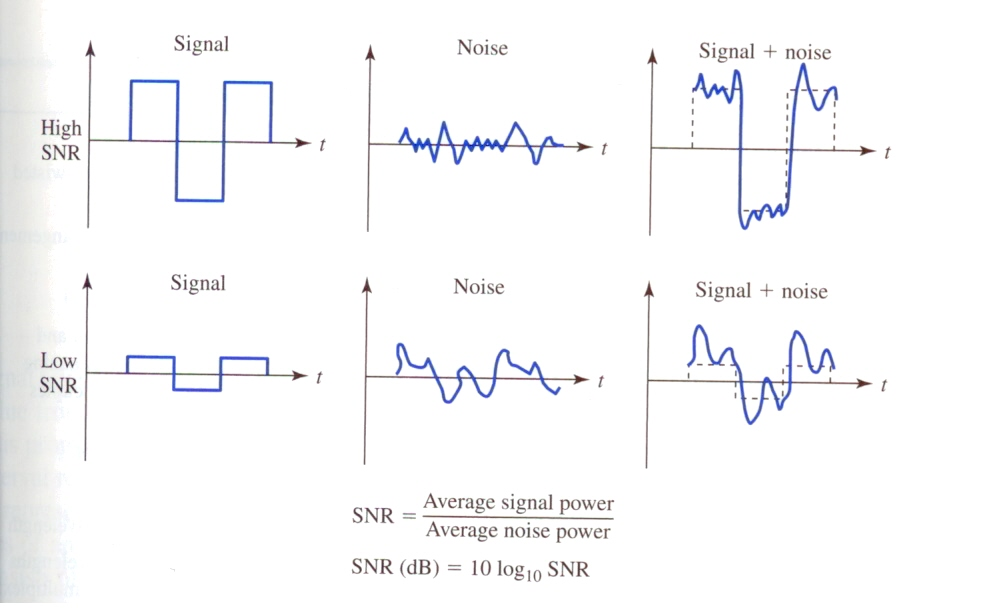 Signal
Noise
Signal + noise
High
SNR
t
t
t
Signal
Noise
Signal + noise
Low
SNR
t
t
t
SNR = Average signal power / Average noise power
SNR (dB) = 10 log₁₀ SNR